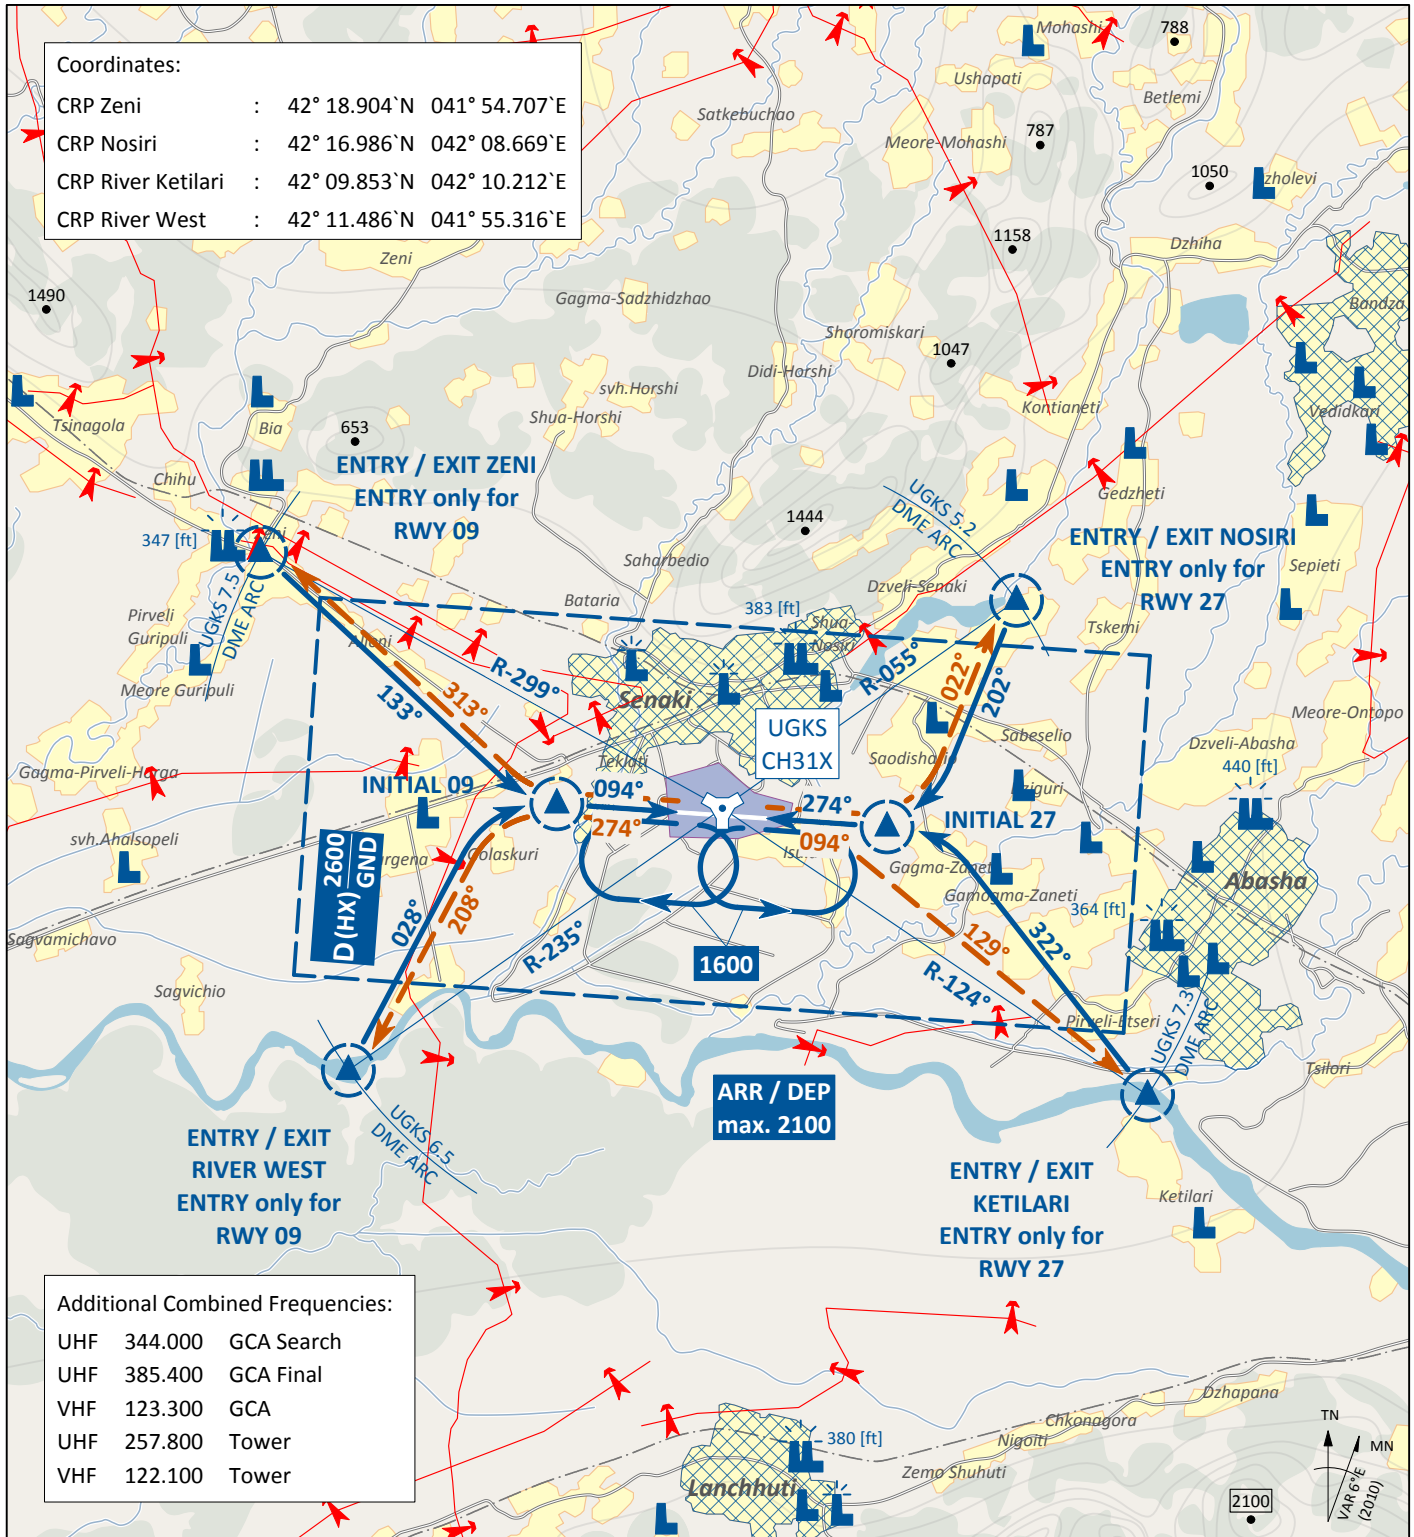 Coordinates:
CRP Zeni : 42° 18.904`N 041° 54.707`E
CRP Nosiri : 42° 16.986`N 042° 08.669`E
CRP River Ketilari : 42° 09.853`N 042° 10.212`E
CRP River West : 42° 11.486`N 041° 55.316`E
Mohashi
788
Ushapati
Betlemi
Satkebuchao
787
Meore-Mohashi
1050
1158
Dzhiha
Zeni
1490
Gagma-Sadzhidzhao
Bandza
Shoromiskari
1047
Didi-Horshi
svh.Horshi
Kontianeti
Shua-Horshi
Tsinagola
Bia
Vedidkari
653
ENTRY / EXIT ZENI
ENTRY only for
RWY 09
Chihu
Gedzheti
UGKS 5.2
DME ARC
1444
347 [ft]
ENTRY / EXIT NOSIRI
ENTRY only for
RWY 27
Saharbedio
Sepieti
Dzveli-Senaki
UGKS 7.5
DME ARC
Bataria
383 [ft]
Pirveli
Guripuli
Shua-
Nosiri
Tskemi
R-299°
R-055°
022°
202°
Meore Guripuli
133°
313°
Senaki
Meore-Ontopo
UGKS
CH31X
Sabeselio
Dzveli-Abasha
440 [ft]
Gagma-Pirveli-Harga
Teklati
INITIAL 09
094°
274°
274°
094°
INITIAL 27
svh.Ahalsopeli
Golaskuri
Gagma-Zaneti
Abasha
Gamogma-Zaneti
D (HX) 2600
GND
028°
208°
364 [ft]
Sagvamichavo
R-235°
129°
322°
1600
R-124°
Sagvichio
Pirveli-Etseri
UGKS 7.3
DME ARC
Tsilori
ARR / DEP
max. 2100
UGKS 6.5
DME ARC
ENTRY / EXIT
RIVER WEST
ENTRY only for
RWY 09
ENTRY / EXIT
KETILARI
ENTRY only for
RWY 27
Ketilari
Additional Combined Frequencies:
UHF 344.000 GCA Search
UHF 385.400 GCA Final
VHF 123.300 GCA
UHF 257.800 Tower
VHF 122.100 Tower
Dzhapana
Chkonagora
Nigoiti
380 [ft]
Zemo Shuhuti
Lanchhuti
TN
MN
VAR 6° E
(2010)
2100